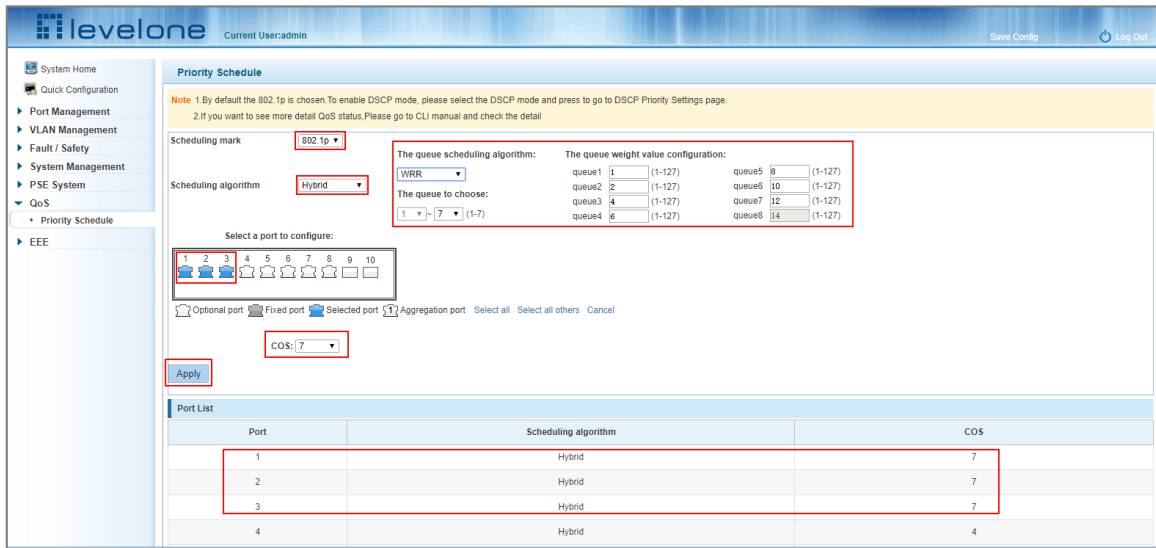 levelone
Current User:admin
Save Config
Log Out
System Home
Quick Configuration
Port Management
VLAN Management
Fault / Safety
System Management
PSE System
QoS
Priority Schedule
EEE
Priority Schedule
Note 1.By default the 802.1p is chosen.To enable DSCP mode, please select the DSCP mode and press to go to DSCP Priority Settings page.
2.If you want to see more detail QoS status,Please go to CLI manual and check the detail
Scheduling mark 802.1p
Scheduling algorithm Hybrid
The queue scheduling algorithm:
WRR
The queue to choose:
1 ~ 7 (1-7)
The queue weight value configuration:
queue1 1 (1-127) queue5 8 (1-127)
queue2 2 (1-127) queue6 10 (1-127)
queue3 4 (1-127) queue7 12 (1-127)
queue4 6 (1-127) queue8 14 (1-127)
Select a port to configure:
1 2 3 4 5 6 7 8 9 10
Optional port Fixed port Selected port 1 Aggregation port Select all Select all others Cancel
COS: 7
Apply
Port List
Port Scheduling algorithm COS
1 Hybrid 7
2 Hybrid 7
3 Hybrid 7
4 Hybrid 4